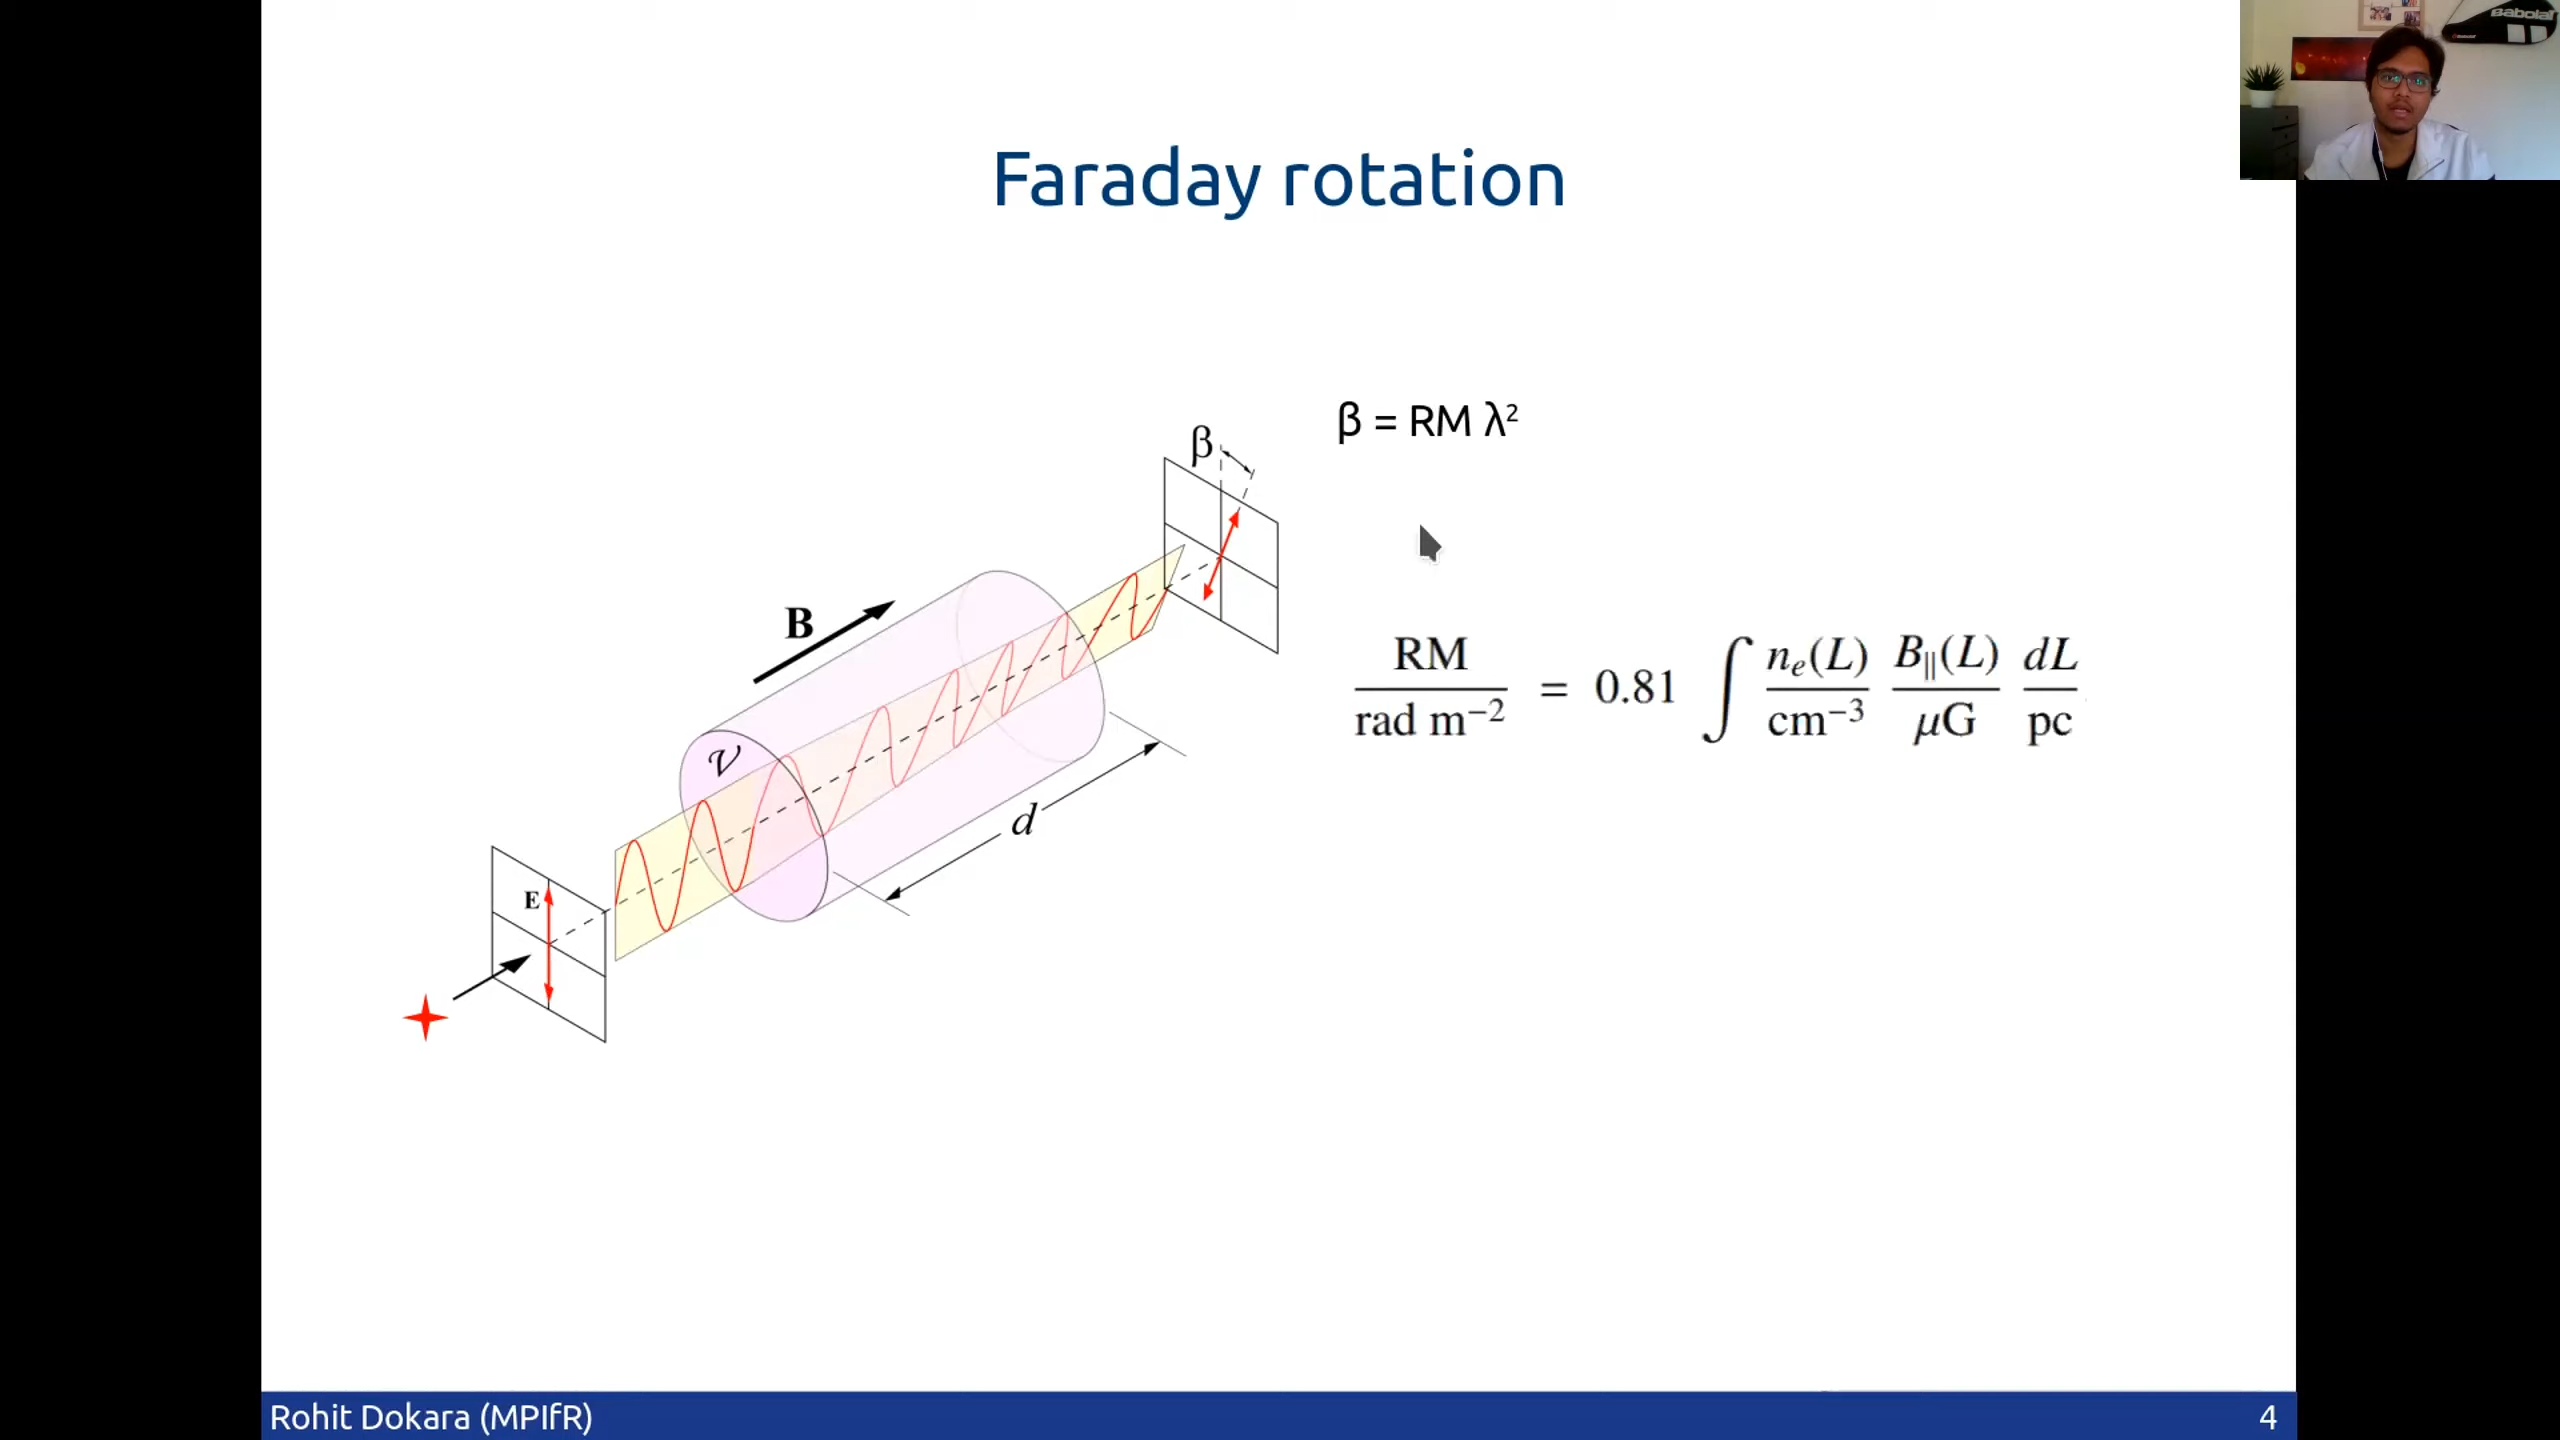 Babolat
Faraday rotation
β = RM λ²
β
B
𝒱
d
E
RM / rad m⁻² = 0.81 ∫ nₑ(L) / cm⁻³ B∥(L) / μG dL / pc
Rohit Dokara (MPIfR)
4